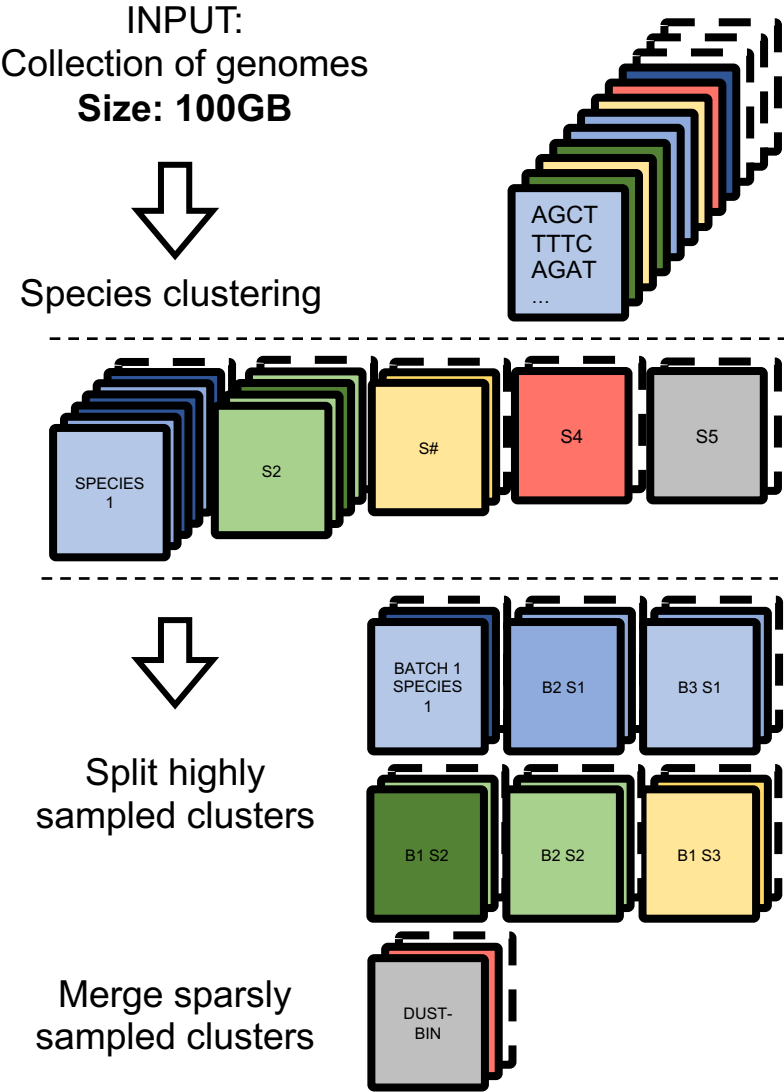 INPUT:
Collection of genomes
Size: 100GB
AGCT
TTTC
AGAT
...
Species clustering
SPECIES
1
S2
S#
S4
S5
BATCH 1
SPECIES
1
B2 S1
B3 S1
Split highly
sampled clusters
B1 S2
B2 S2
B1 S3
Merge sparsly
sampled clusters
DUST-
BIN